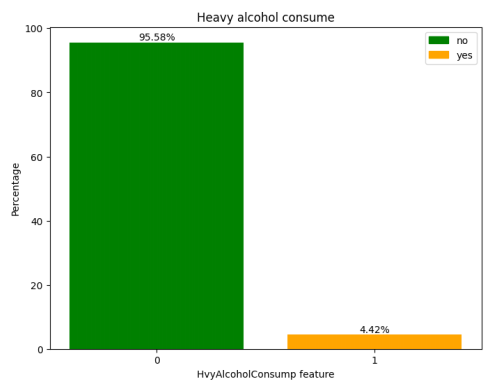 Heavy alcohol consume
100
95.58%
no
yes
80
60
Percentage
40
20
4.42%
0
0
1
HvyAlcoholConsump feature